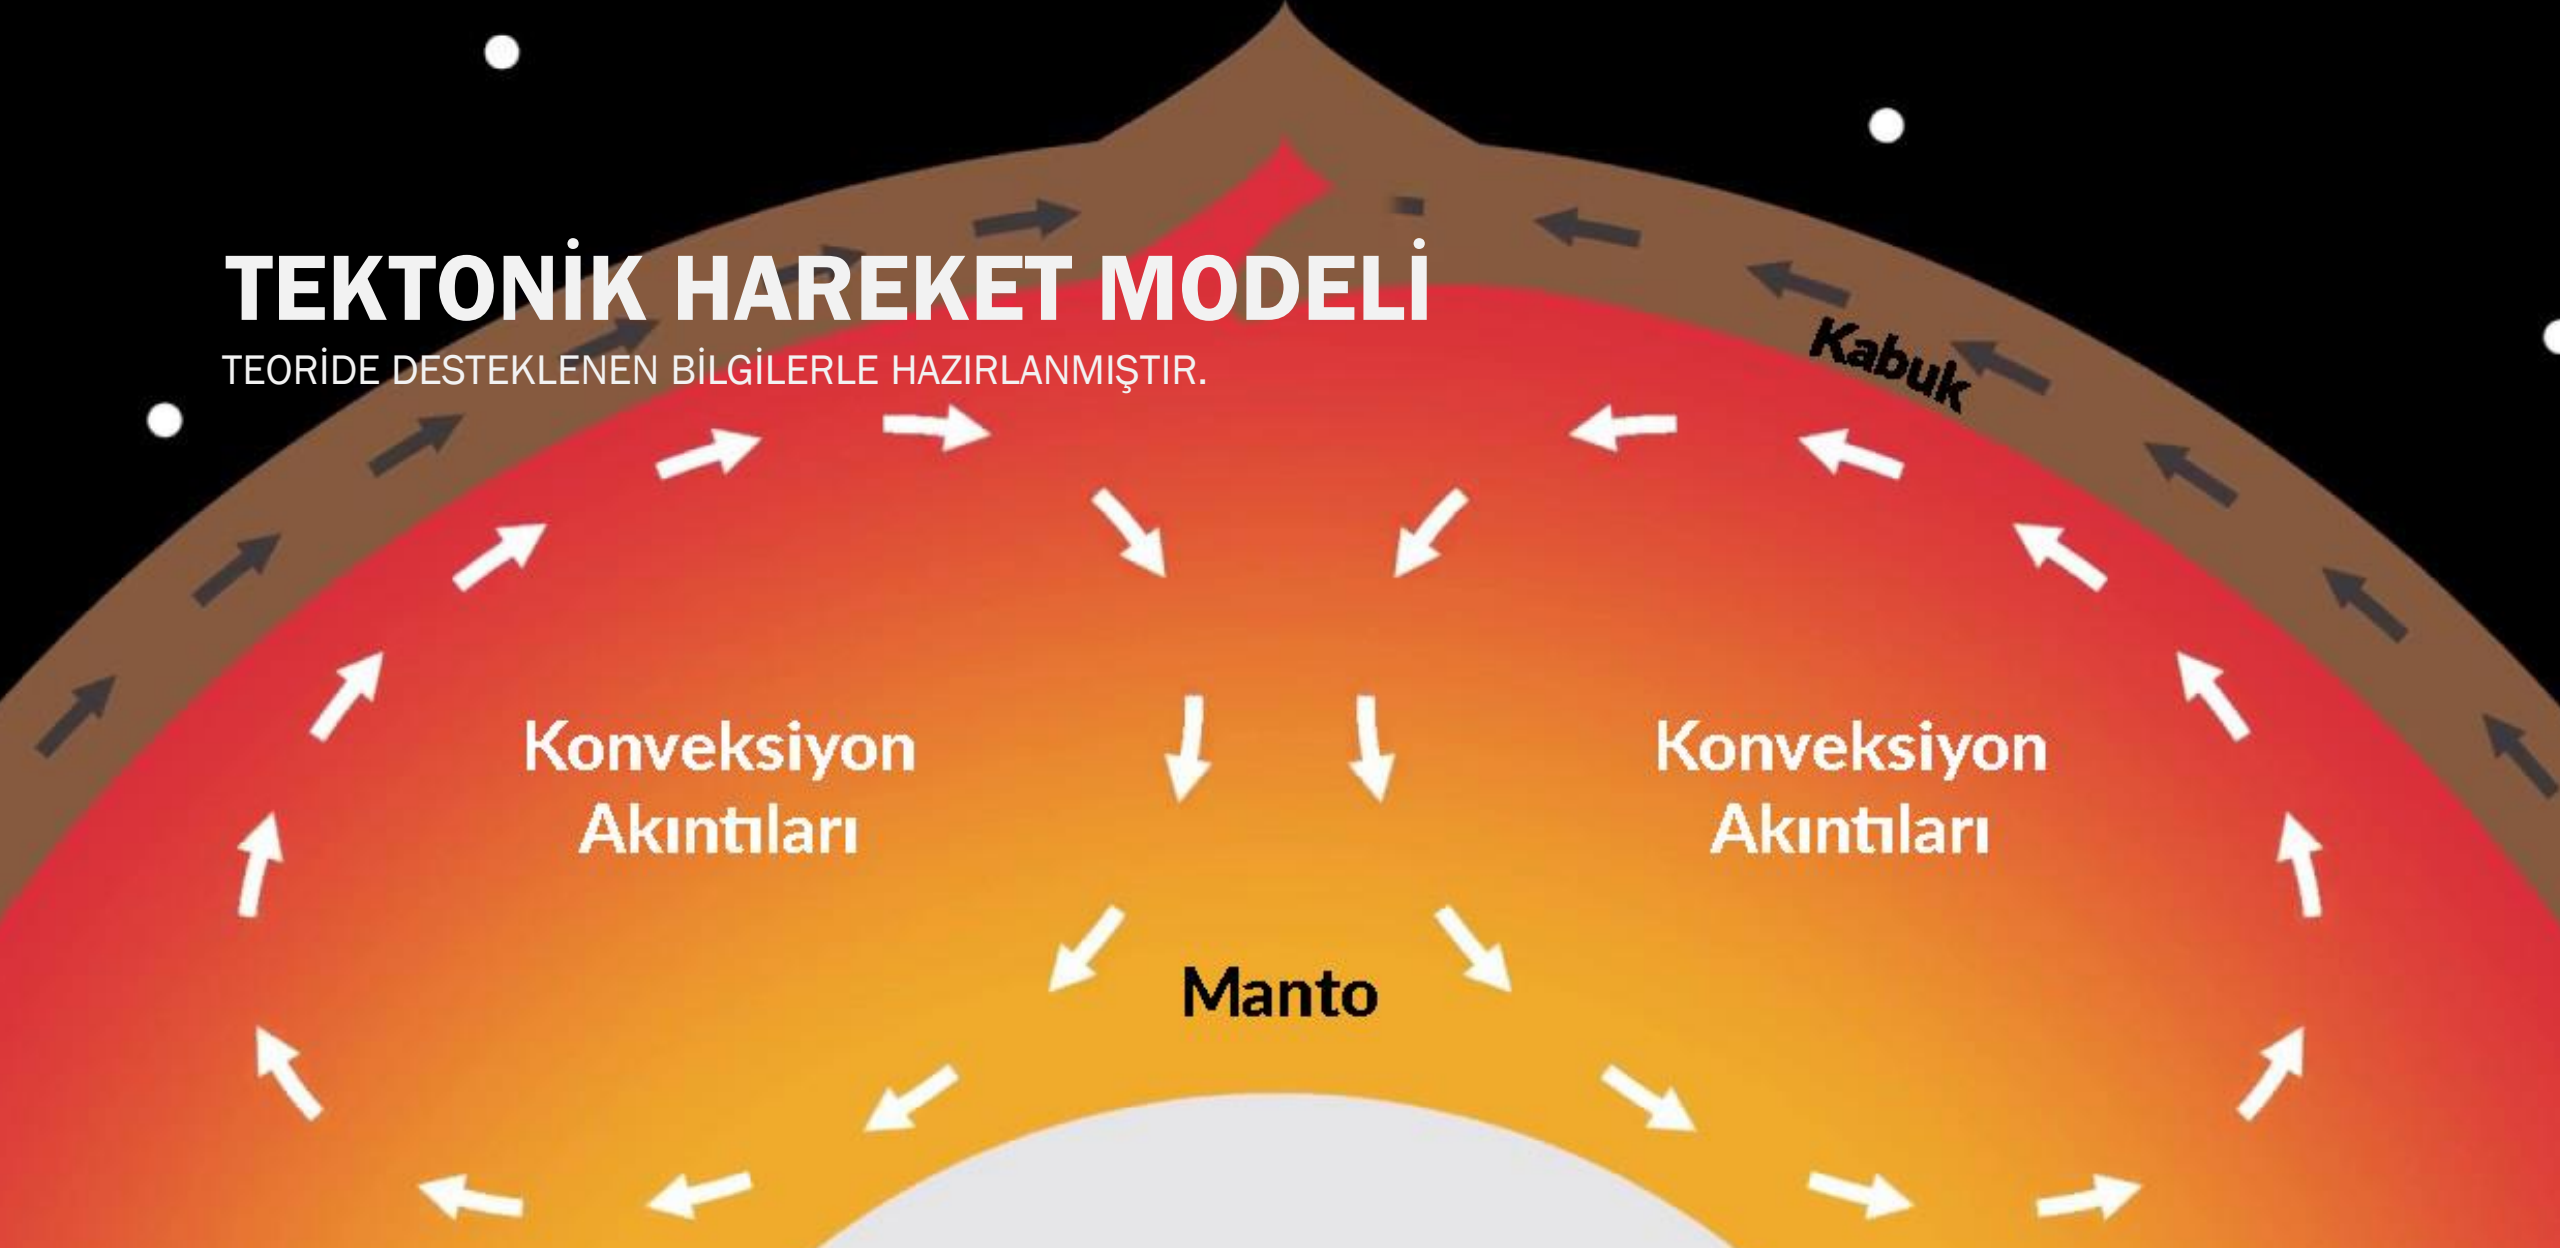 TEKTONİK HAREKET MODELİ
TEORİDE DESTEKLENEN BİLGİLERLE HAZIRLANMIŞTIR.
Kabuk
Konveksiyon
Akıntıları
Konveksiyon
Akıntıları
Manto